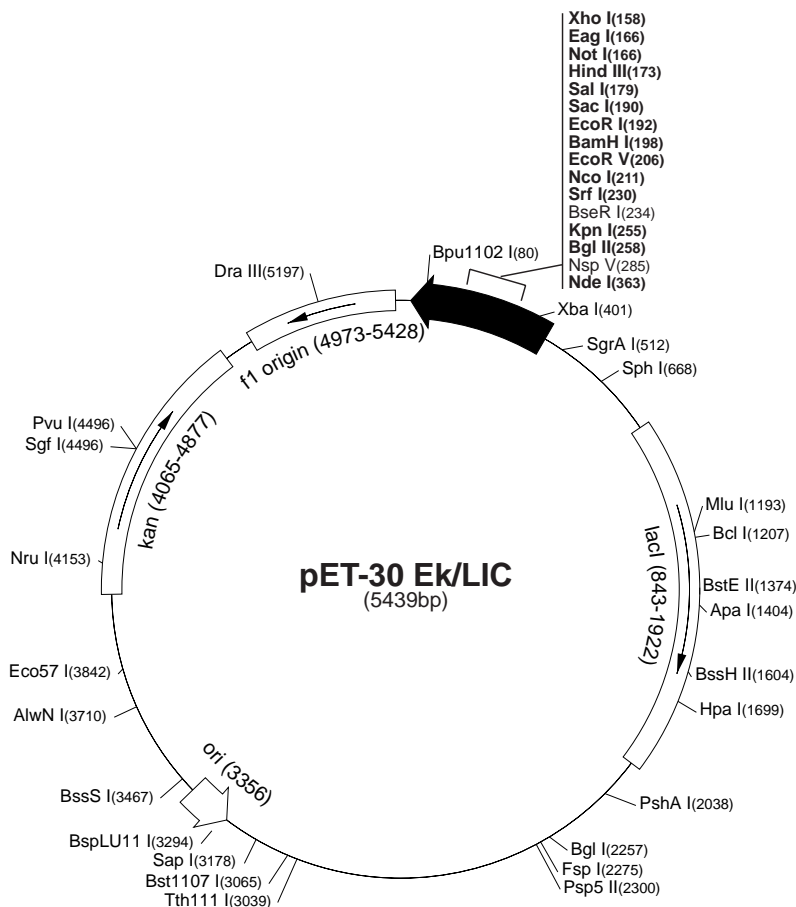 Xho I(158)
Eag I(166)
Not I(166)
Hind III(173)
Sal I(179)
Sac I(190)
EcoR I(192)
BamH I(198)
EcoR V(206)
Nco I(211)
Srf I(230)
BseR I(234)
Kpn I(255)
Bgl II(258)
Nsp V(285)
Nde I(363)
Bpu1102 I(80)
Dra III(5197)
Xba I(401)
SgrA I(512)
Sph I(668)
f1 origin (4973-5428)
Pvu I(4496)
Sgf I(4496)
kan (4065-4877)
Mlu I(1193)
Bcl I(1207)
Nru I(4153)
pET-30 Ek/LIC
(5439bp)
lacI (843-1922)
BstE II(1374)
Apa I(1404)
Eco57 I(3842)
BssH II(1604)
AlwN I(3710)
Hpa I(1699)
ori (3356)
BssS I(3467)
PshA I(2038)
BspLU11 I(3294)
Sap I(3178)
Bst1107 I(3065)
Tth111 I(3039)
Bgl I(2257)
Fsp I(2275)
Psp5 II(2300)